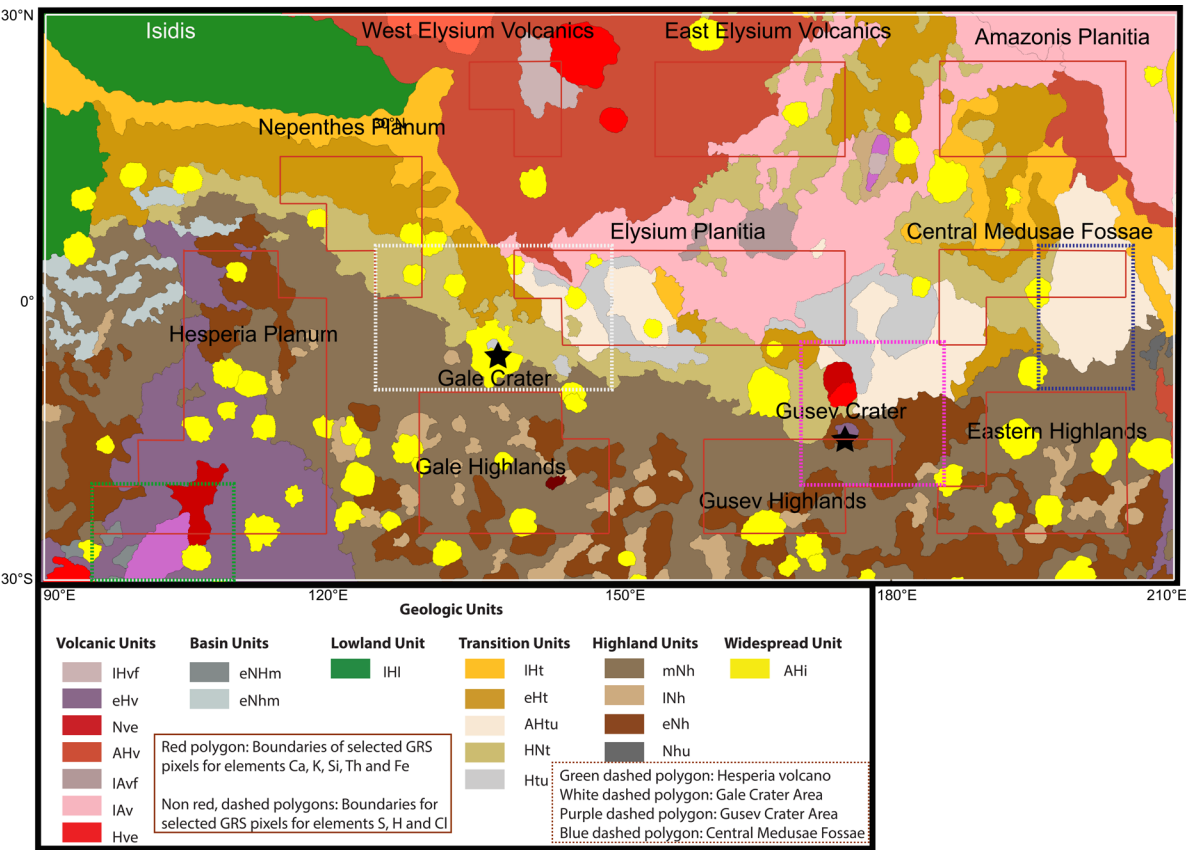 30°N
Isidis
West Elysium Volcanics
East Elysium Volcanics
Amazonis Planitia
30°N
Nepenthes Planum
Elysium Planitia
Central Medusae Fossae
0°
Hesperia Planum
Gale Crater
Gusev Crater
Eastern Highlands
Gale Highlands
Gusev Highlands
30°S
90°E
120°E
150°E
180°E
210°E
Geologic Units
Volcanic Units
lHvf
eHv
Nve
AHv
lAvf
lAv
Hve
Basin Units
eNHm
eNhm
Lowland Unit
lHl
Transition Units
lHt
eHt
AHtu
HNt
Htu
Highland Units
mNh
lNh
eNh
Nhu
Widespread Unit
AHi
Red polygon: Boundaries of selected GRS
pixels for elements Ca, K, Si, Th and Fe
Non red, dashed polygons: Boundaries for
selected GRS pixels for elements S, H and Cl
Green dashed polygon: Hesperia volcano
White dashed polygon: Gale Crater Area
Purple dashed polygon: Gusev Crater Area
Blue dashed polygon: Central Medusae Fossae